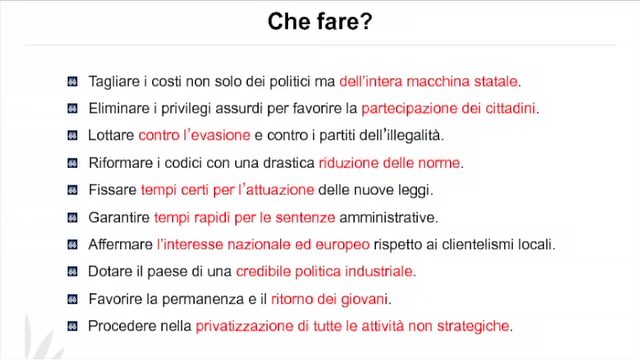 Che fare?
Tagliare i costi non solo dei politici ma dell'intera macchina statale.
Eliminare i privilegi assurdi per favorire la partecipazione dei cittadini.
Lottare contro l'evasione e contro i partiti dell'illegalità.
Riformare i codici con una drastica riduzione delle norme.
Fissare tempi certi per l'attuazione delle nuove leggi.
Garantire tempi rapidi per le sentenze amministrative.
Affermare l'interesse nazionale ed europeo rispetto ai clientelismi locali.
Dotare il paese di una credibile politica industriale.
Favorire la permanenza e il ritorno dei giovani.
Procedere nella privatizzazione di tutte le attività non strategiche.